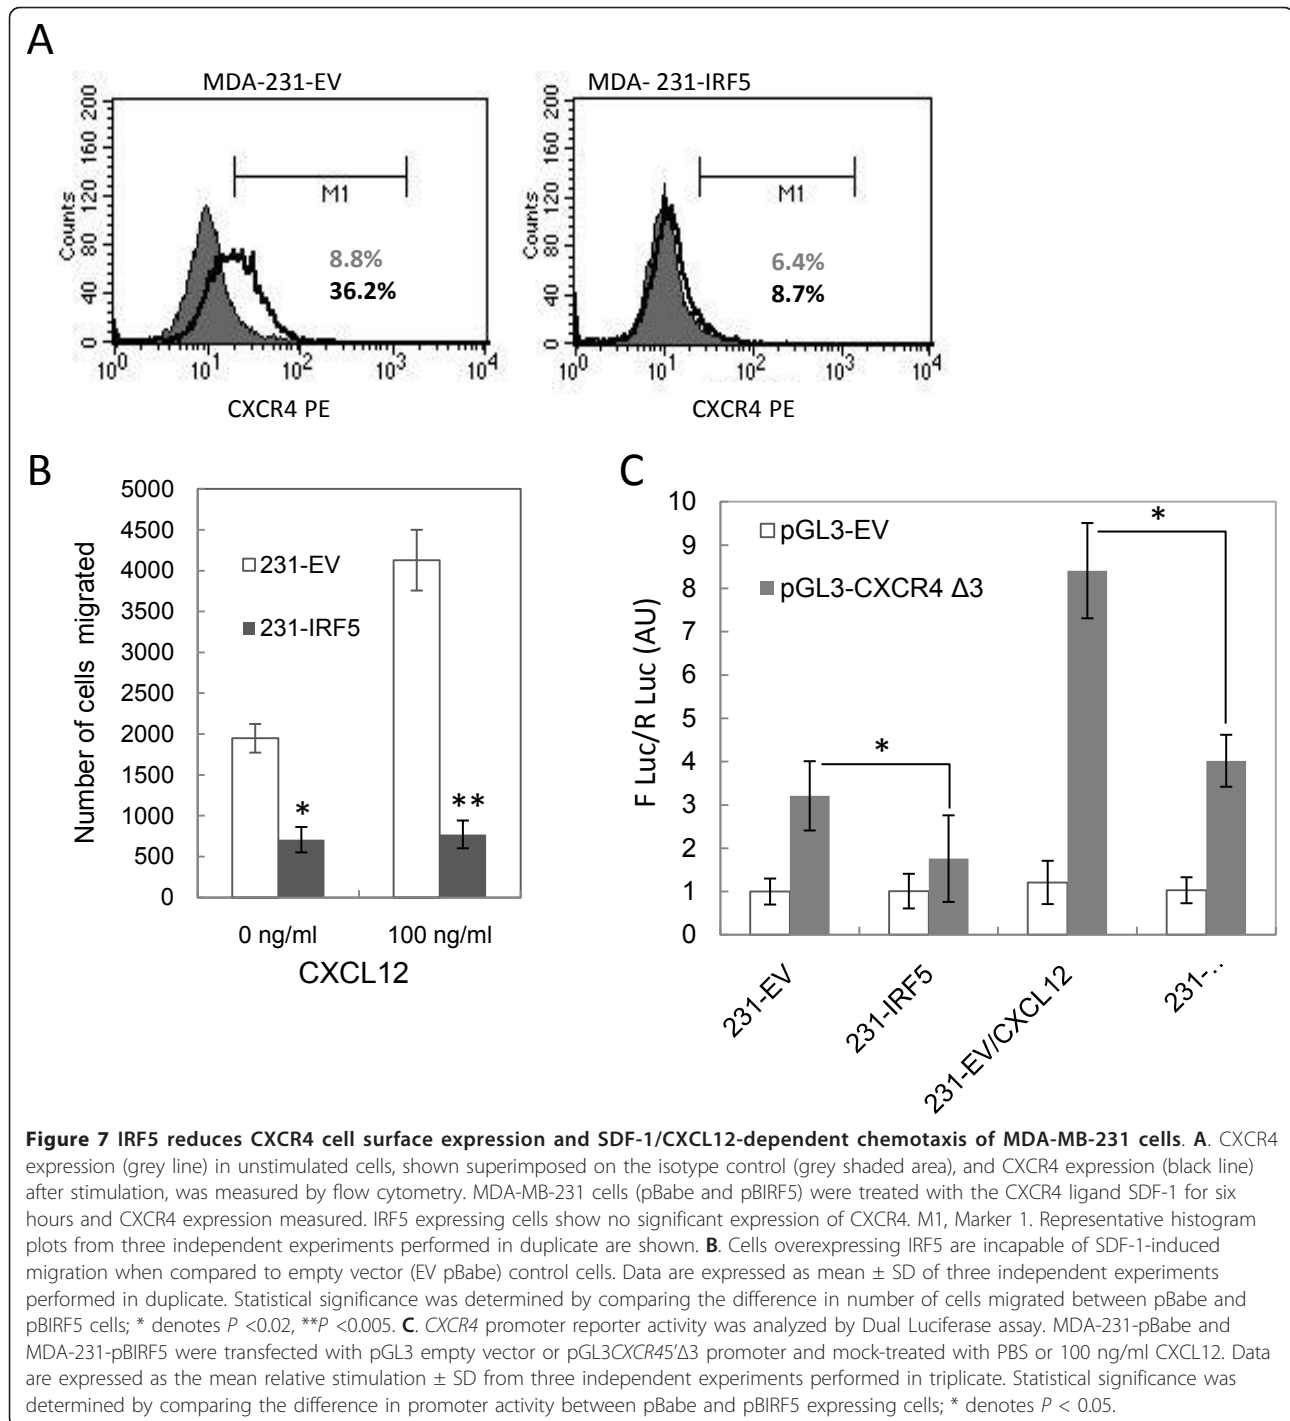 A
MDA-231-EV
MDA- 231-IRF5
200
160
120
80
40
0
Counts
M1
8.8%
36.2%
10^0 10^1 10^2 10^3 10^4
CXCR4 PE
200
160
120
80
40
0
Counts
M1
6.4%
8.7%
10^0 10^1 10^2 10^3 10^4
CXCR4 PE
B
5000
4500
4000
3500
3000
2500
2000
1500
1000
500
0
Number of cells migrated
231-EV
231-IRF5
*
**
0 ng/ml 100 ng/ml
CXCL12
C
10
9
8
7
6
5
4
3
2
1
0
F Luc/R Luc (AU)
pGL3-EV
pGL3-CXCR4 Δ3
*
*
231-EV
231-IRF5
231-EV/CXCL12
231-...
Figure 7 IRF5 reduces CXCR4 cell surface expression and SDF-1/CXCL12-dependent chemotaxis of MDA-MB-231 cells. A. CXCR4
expression (grey line) in unstimulated cells, shown superimposed on the isotype control (grey shaded area), and CXCR4 expression (black line)
after stimulation, was measured by flow cytometry. MDA-MB-231 cells (pBabe and pBIRF5) were treated with the CXCR4 ligand SDF-1 for six
hours and CXCR4 expression measured. IRF5 expressing cells show no significant expression of CXCR4. M1, Marker 1. Representative histogram
plots from three independent experiments performed in duplicate are shown. B. Cells overexpressing IRF5 are incapable of SDF-1-induced
migration when compared to empty vector (EV pBabe) control cells. Data are expressed as mean ± SD of three independent experiments
performed in duplicate. Statistical significance was determined by comparing the difference in number of cells migrated between pBabe and
pBIRF5 cells; * denotes P <0.02, **P <0.005. C. CXCR4 promoter reporter activity was analyzed by Dual Luciferase assay. MDA-231-pBabe and
MDA-231-pBIRF5 were transfected with pGL3 empty vector or pGL3CXCR45'Δ3 promoter and mock-treated with PBS or 100 ng/ml CXCL12. Data
are expressed as the mean relative stimulation ± SD from three independent experiments performed in triplicate. Statistical significance was
determined by comparing the difference in promoter activity between pBabe and pBIRF5 expressing cells; * denotes P < 0.05.